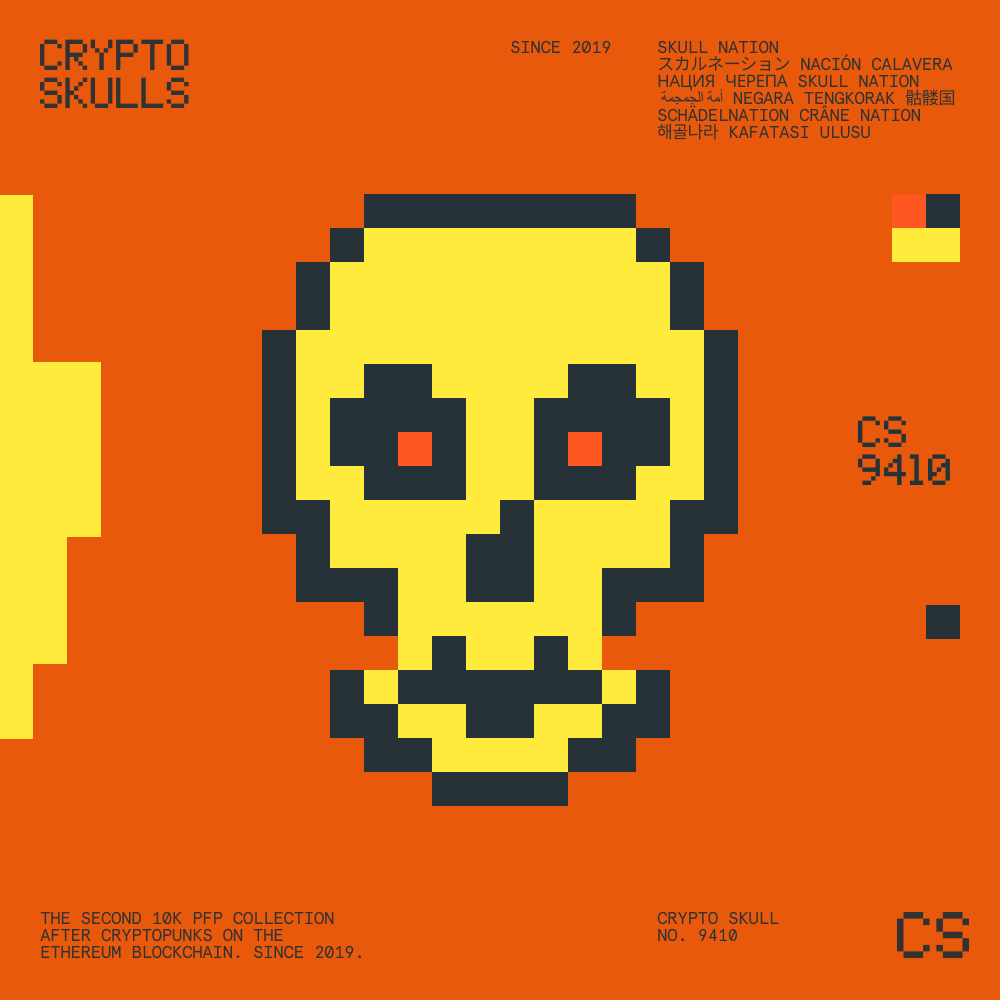 CRYPTO
SKULLS
SINCE 2019
SKULL NATION
スカルネーション NACIÓN CALAVERA
НАЦИЯ ЧЕРЕПА SKULL NATION
أمة الجمجمة NEGARA TENGKORAK 骷髅国
SCHÄDELNATION CRÂNE NATION
해골나라 KAFATASI ULUSU
CS
9410
THE SECOND 10K PFP COLLECTION
AFTER CRYPTOPUNKS ON THE
ETHEREUM BLOCKCHAIN. SINCE 2019.
CRYPTO SKULL
NO. 9410
CS